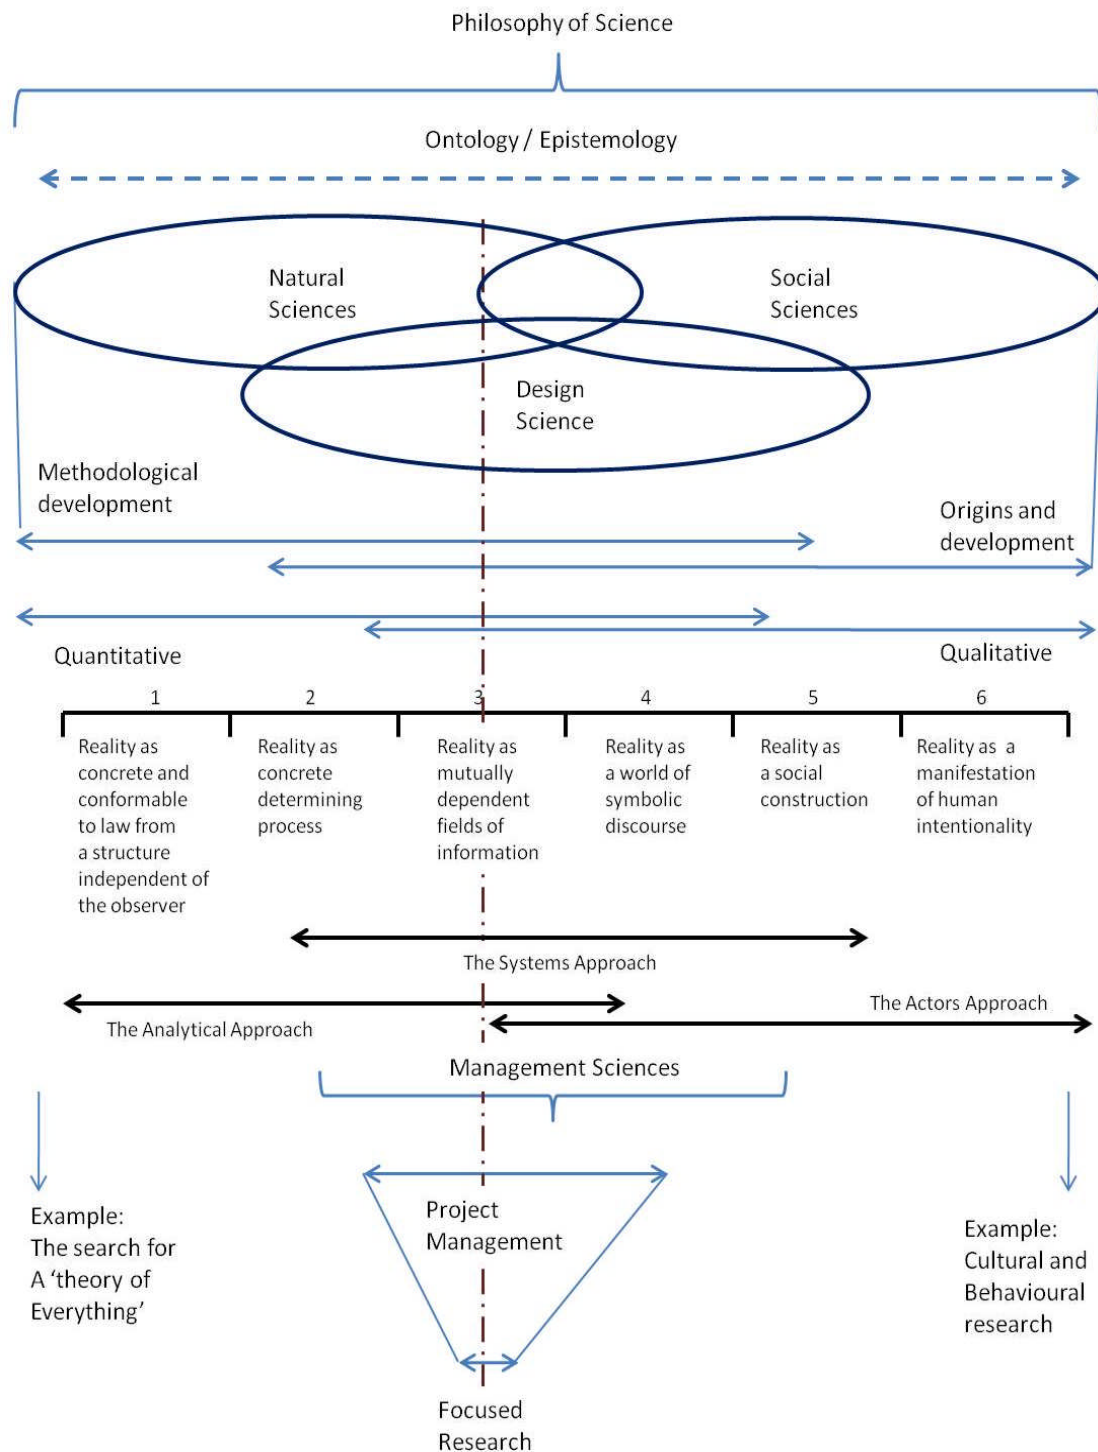 Philosophy of Science
Ontology / Epistemology
Natural
Sciences
Social
Sciences
Design
Science
Methodological
development
Origins and
development
Quantitative
Qualitative
1
2
3
4
5
6
Reality as
concrete and
conformable
to law from
a structure
independent of
the observer
Reality as
concrete
determining
process
Reality as
mutually
dependent
fields of
information
Reality as
a world of
symbolic
discourse
Reality as
a social
construction
Reality as a
manifestation
of human
intentionality
The Systems Approach
The Analytical Approach
The Actors Approach
Management Sciences
Project
Management
Example:
The search for
A ‘theory of
Everything’
Example:
Cultural and
Behavioural
research
Focused
Research